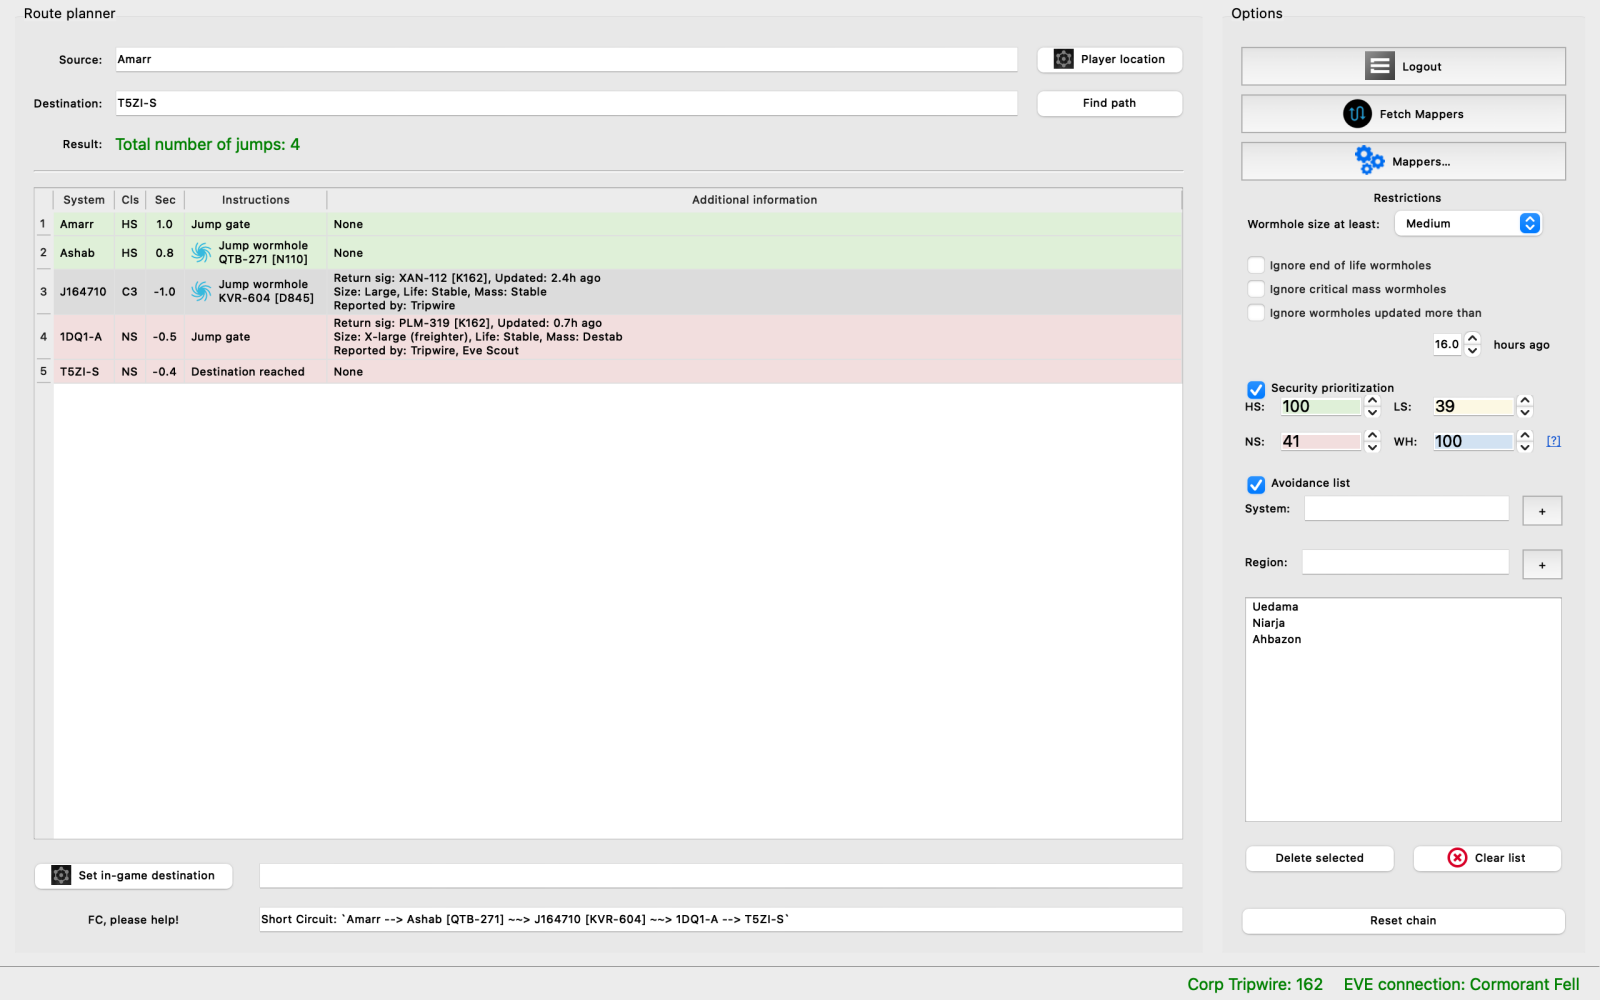 Route planner
Source: Amarr Player location
Destination: T5ZI-S Find path
Result: Total number of jumps: 4
System Cls Sec Instructions Additional information
1 Amarr HS 1.0 Jump gate None
2 Ashab HS 0.8 Jump wormhole
QTB-271 [N110] None
3 J164710 C3 -1.0 Jump wormhole
KVR-604 [D845]
Return sig: XAN-112 [K162], Updated: 2.4h ago
Size: Large, Life: Stable, Mass: Stable
Reported by: Tripwire
4 1DQ1-A NS -0.5 Jump gate
Return sig: PLM-319 [K162], Updated: 0.7h ago
Size: X-large (freighter), Life: Stable, Mass: Destab
Reported by: Tripwire, Eve Scout
5 T5ZI-S NS -0.4 Destination reached None
Set in-game destination
FC, please help! Short Circuit: `Amarr --> Ashab [QTB-271] ~~> J164710 [KVR-604] ~~> 1DQ1-A --> T5ZI-S`
Options
Logout
Fetch Mappers
Mappers...
Restrictions
Wormhole size at least: Medium
Ignore end of life wormholes
Ignore critical mass wormholes
Ignore wormholes updated more than
16.0 hours ago
Security prioritization
HS: 100 LS: 39
NS: 41 WH: 100 [?]
Avoidance list
System: +
Region: +
Uedama
Niarja
Ahbazon
Delete selected Clear list
Reset chain
Corp Tripwire: 162 EVE connection: Cormorant Fell